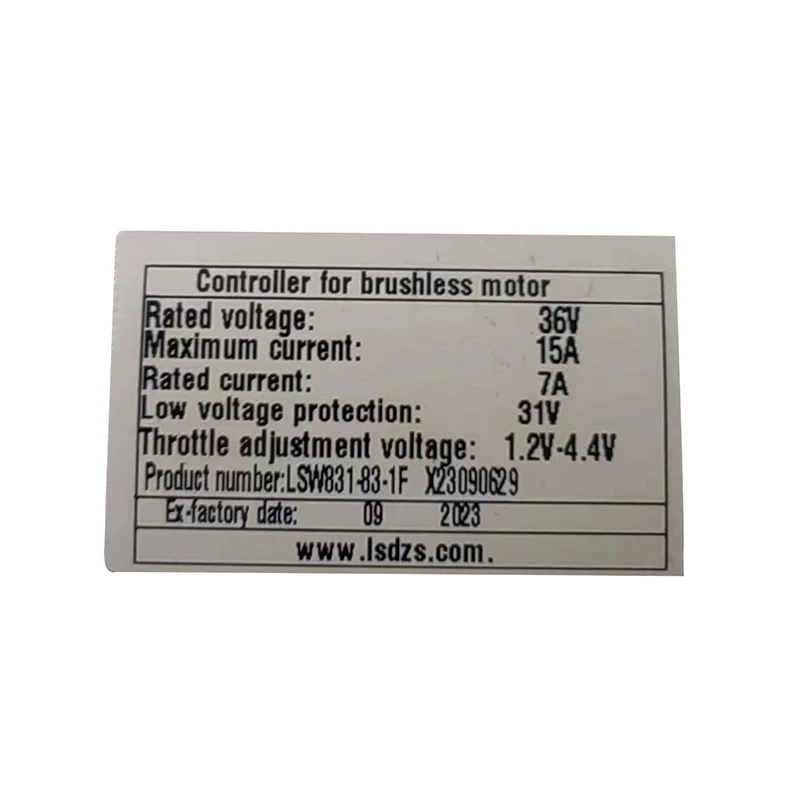 Controller for brushless motor
Rated voltage: 36V
Maximum current: 15A
Rated current: 7A
Low voltage protection: 31V
Throttle adjustment voltage: 1.2V-4.4V
Product number:LSW831-83-1F X23090629
Ex-factory date: 09 2023
www.lsdzs.com.